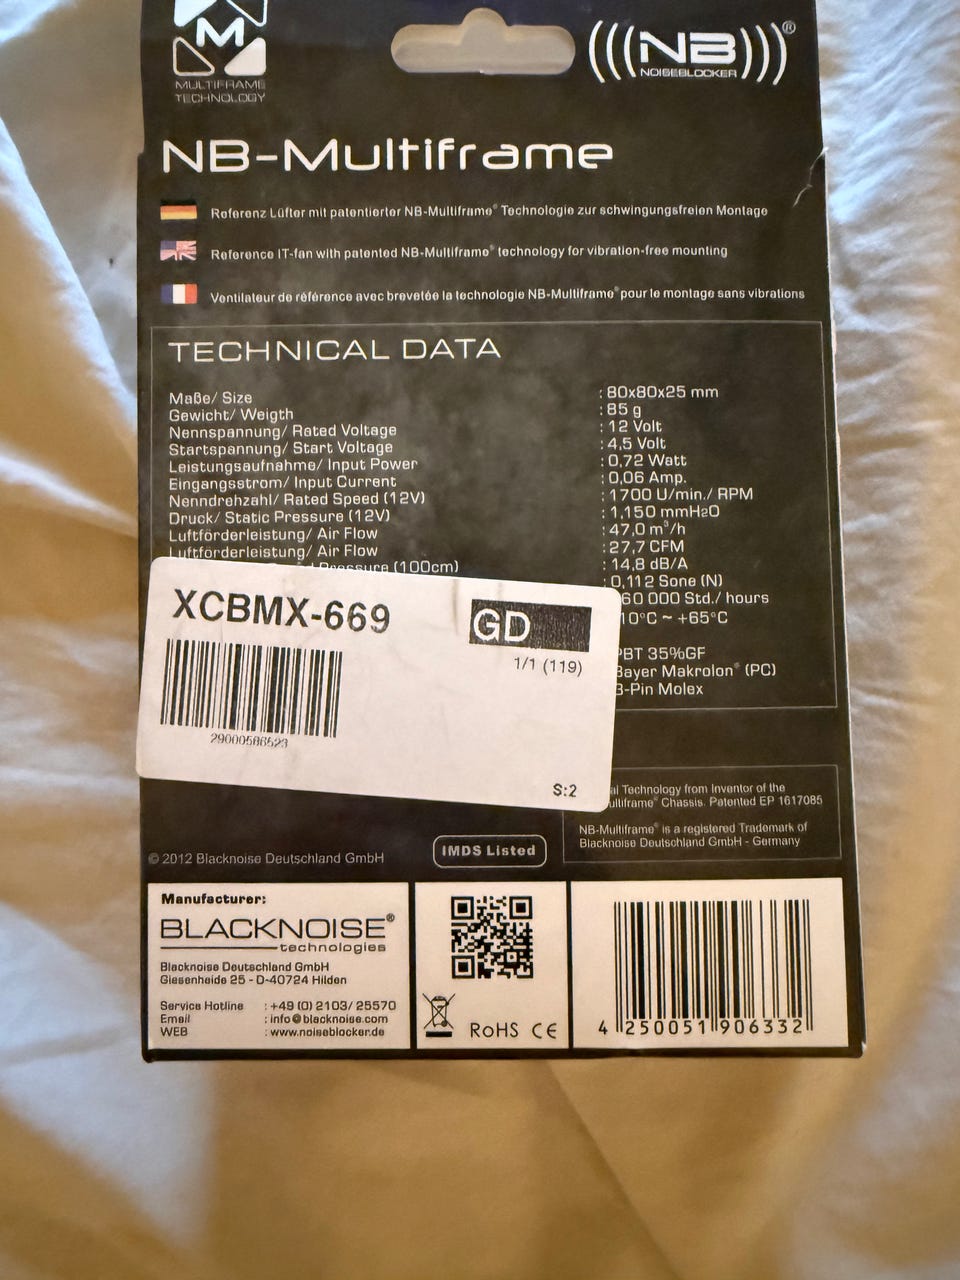 M
MULTIFRAME
TECHNOLOGY
(((NB)))®
NOISEBLOCKER
NB-Multiframe
Referenz Lüfter mit patentierter NB-Multiframe® Technologie zur schwingungsfreien Montage
Reference IT-fan with patented NB-Multiframe® technology for vibration-free mounting
Ventilateur de référence avec brevetée la technologie NB-Multiframe® pour le montage sans vibrations
TECHNICAL DATA
Maße/ Size : 80x80x25 mm
Gewicht/ Weigth : 85 g
Nennspannung/ Rated Voltage : 12 Volt
Startspannung/ Start Voltage : 4,5 Volt
Leistungsaufnahme/ Input Power : 0,72 Watt
Eingangsstrom/ Input Current : 0,06 Amp.
Nenndrehzahl/ Rated Speed (12V) : 1700 U/min./ RPM
Druck/ Static Pressure (12V) : 1,150 mmH2O
Luftförderleistung/ Air Flow : 47,0 m³/h
Luftförderleistung/ Air Flow : 27,7 CFM
Pressure (100cm) : 14,8 dB/A
: 0,112 Sone (N)
60 000 Std./ hours
10°C ~ +65°C
PBT 35%GF
Bayer Makrolon® (PC)
3-Pin Molex
XCBMX-669
GD
1/1 (119)
29000586523
S:2
Technology from Inventor of the
Chassis. Patented EP 1617085
NB-Multiframe® is a registered Trademark of
Blacknoise Deutschland GmbH - Germany
© 2012 Blacknoise Deutschland GmbH
IMDS Listed
Manufacturer:
BLACKNOISE®
technologies
Blacknoise Deutschland GmbH
Giesenheide 25 - D-40724 Hilden
Service Hotline : +49 (0) 2103/ 25570
Email : info@blacknoise.com
WEB : www.noiseblocker.de
RoHS CE
4 250051 906332